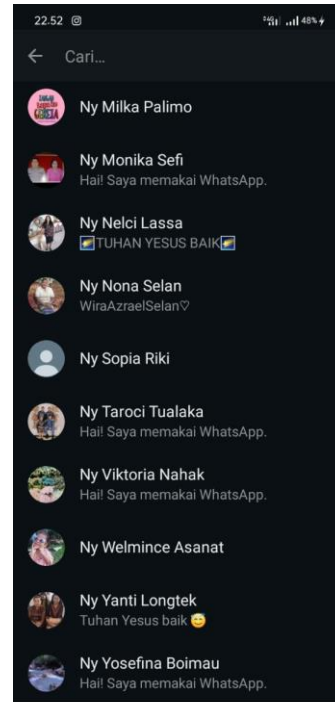 22.52
48%
Cari...
Ny Milka Palimo
Ny Monika Sefi
Hai! Saya memakai WhatsApp.
Ny Nelci Lassa
🌠TUHAN YESUS BAIK🌠
Ny Nona Selan
WiraAzraelSelan♡
Ny Sopia Riki
Ny Taroci Tualaka
Hai! Saya memakai WhatsApp.
Ny Viktoria Nahak
Hai! Saya memakai WhatsApp.
Ny Welmince Asanat
Ny Yanti Longtek
Tuhan Yesus baik😇
Ny Yosefina Boimau
Hai! Saya memakai WhatsApp.